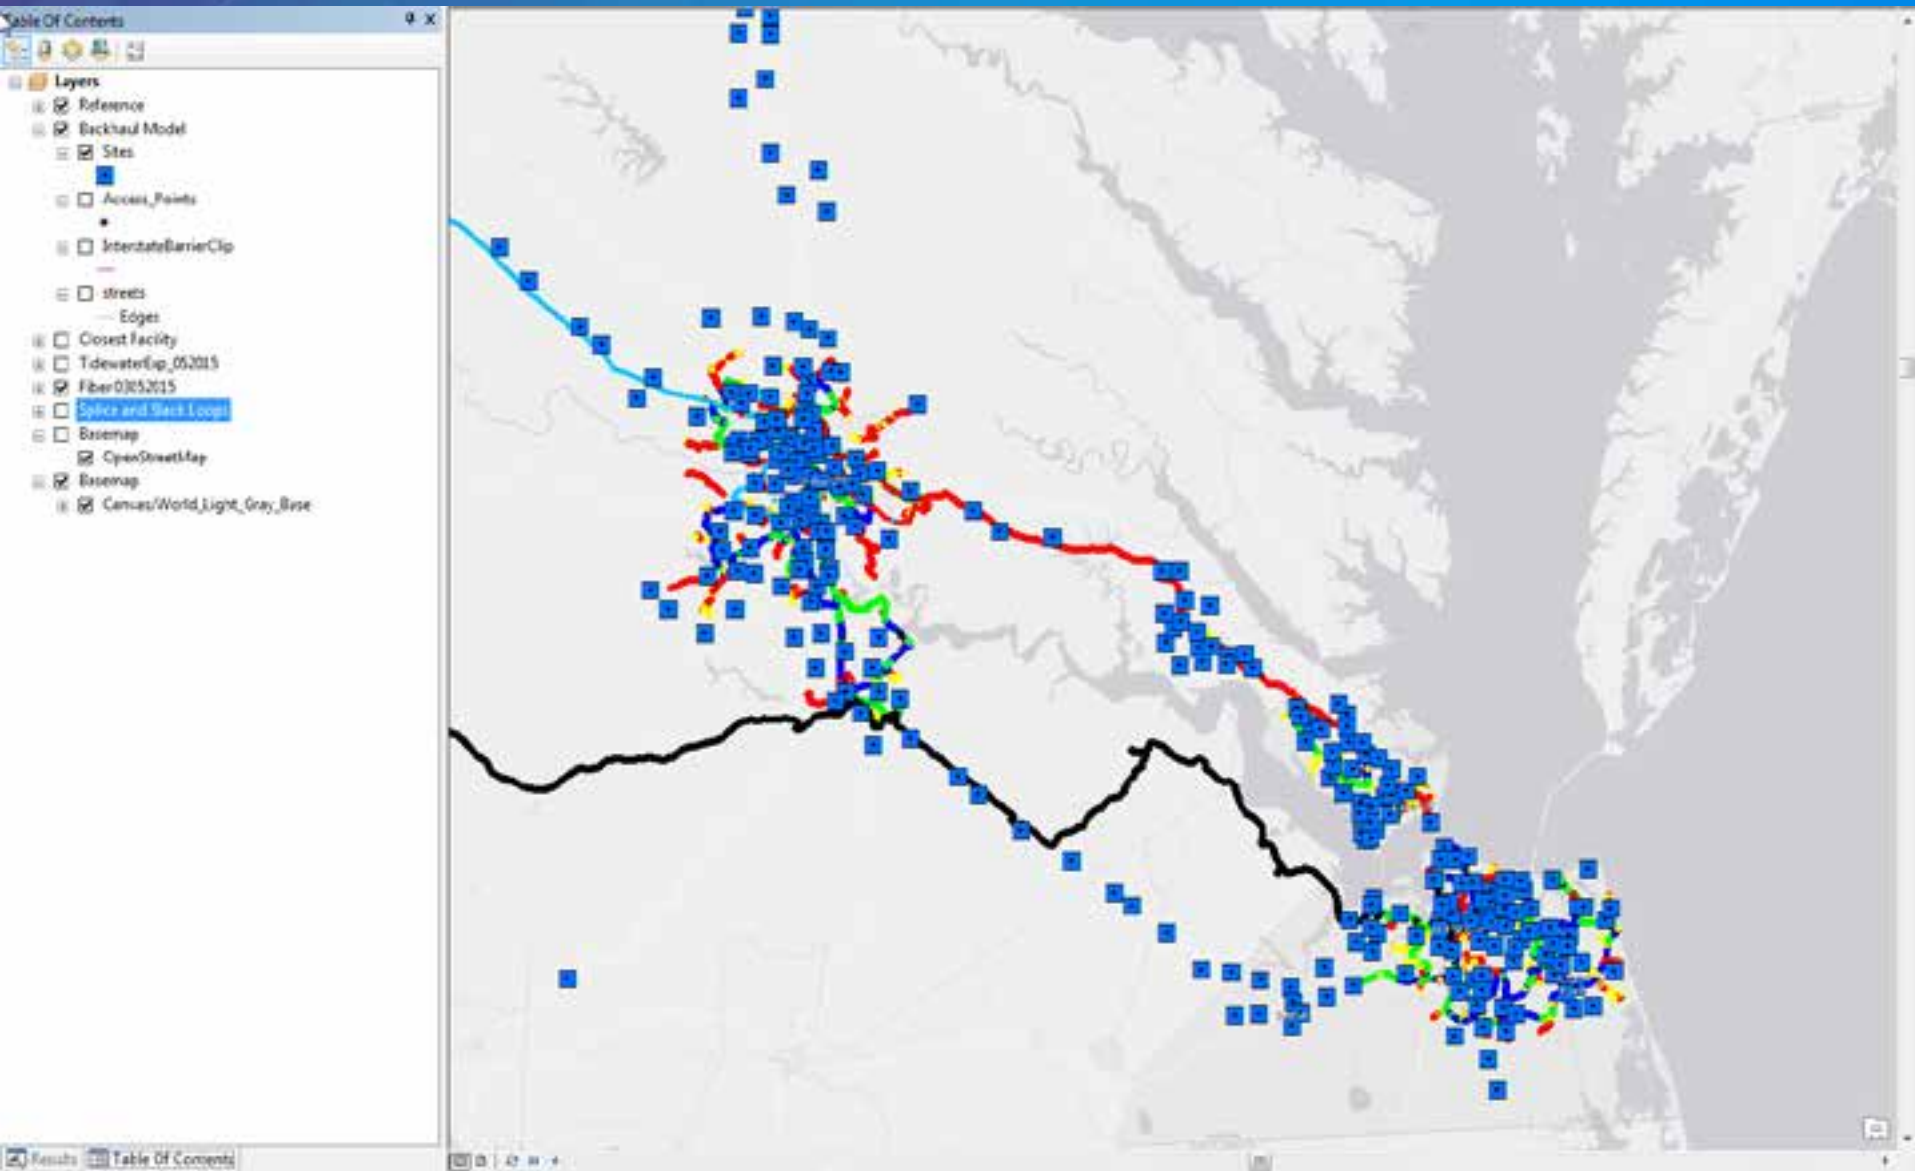 Table Of Contents
Layers
Reference
Backhaul Model
Sites
Access_Points
InterstateBarrierClip
streets
Edges
Closest Facility
TidewaterExp_052015
Fiber03052015
Splice and Slack Loops
Basemap
OpenStreetMap
Basemap
Canvas/World_Light_Gray_Base
Results
Table Of Contents